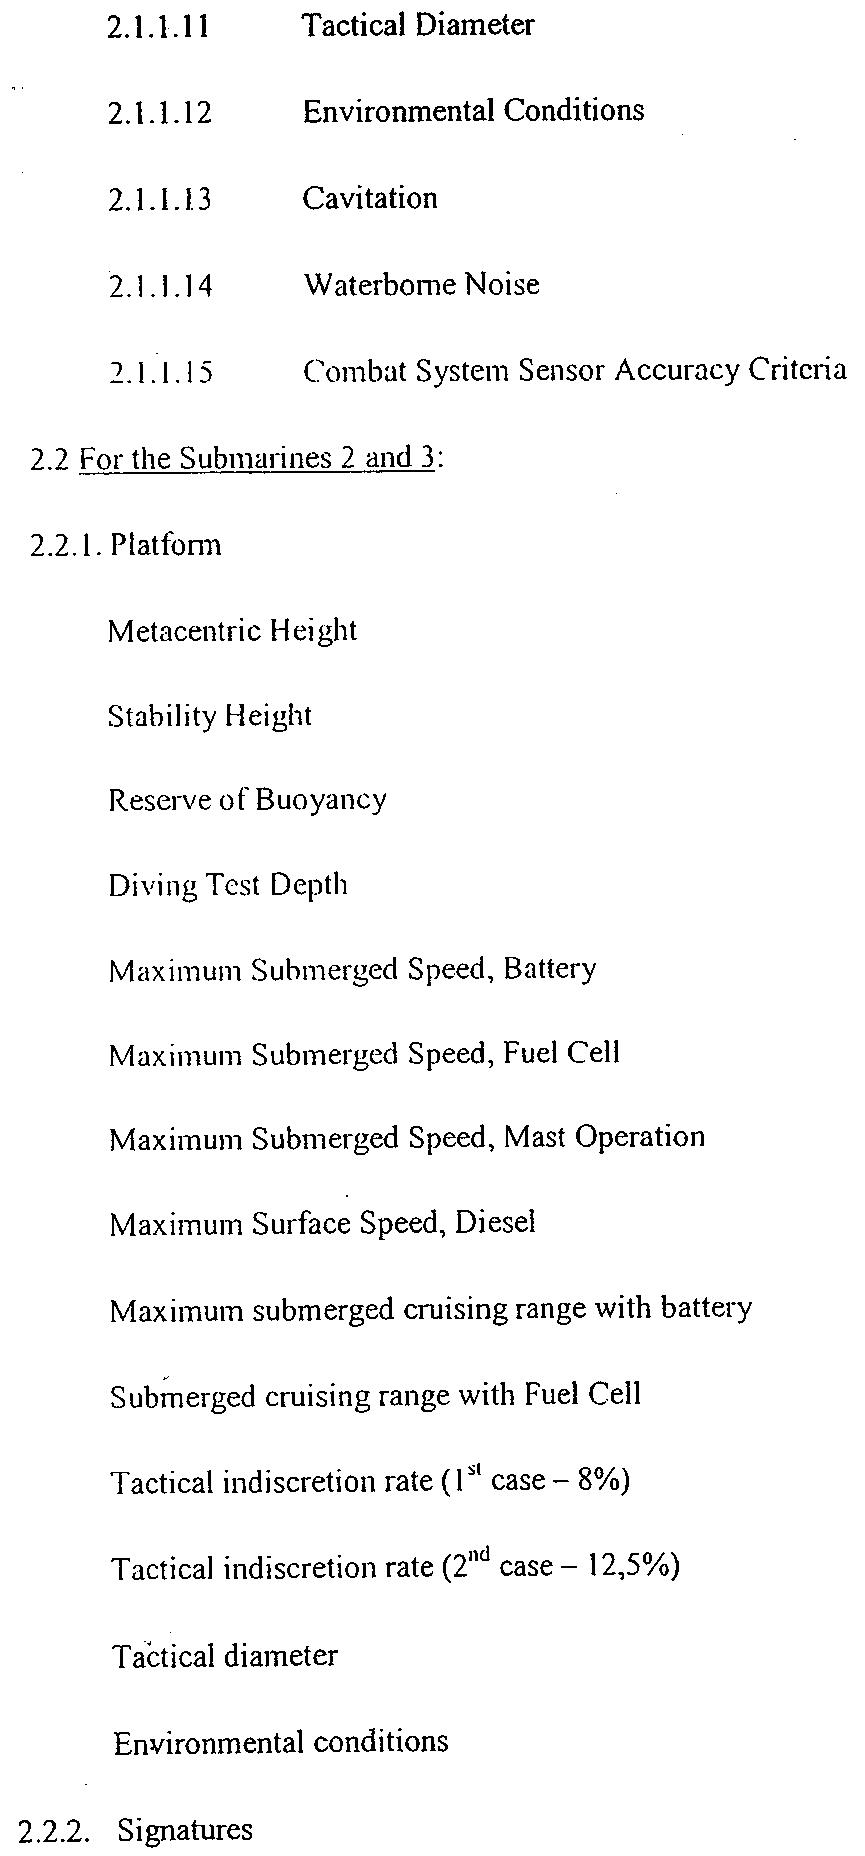 2.1.1.11 Tactical Diameter
2.1.1.12 Environmental Conditions
2.1.1.13 Cavitation
2.1.1.14 Waterborne Noise
2.1.1.15 Combat System Sensor Accuracy Criteria
2.2 For the Submarines 2 and 3:
2.2.1. Platform
Metacentric Height
Stability Height
Reserve of Buoyancy
Diving Test Depth
Maximum Submerged Speed, Battery
Maximum Submerged Speed, Fuel Cell
Maximum Submerged Speed, Mast Operation
Maximum Surface Speed, Diesel
Maximum submerged cruising range with battery
Submerged cruising range with Fuel Cell
Tactical indiscretion rate (1st case – 8%)
Tactical indiscretion rate (2nd case – 12,5%)
Tactical diameter
Environmental conditions
2.2.2. Signatures